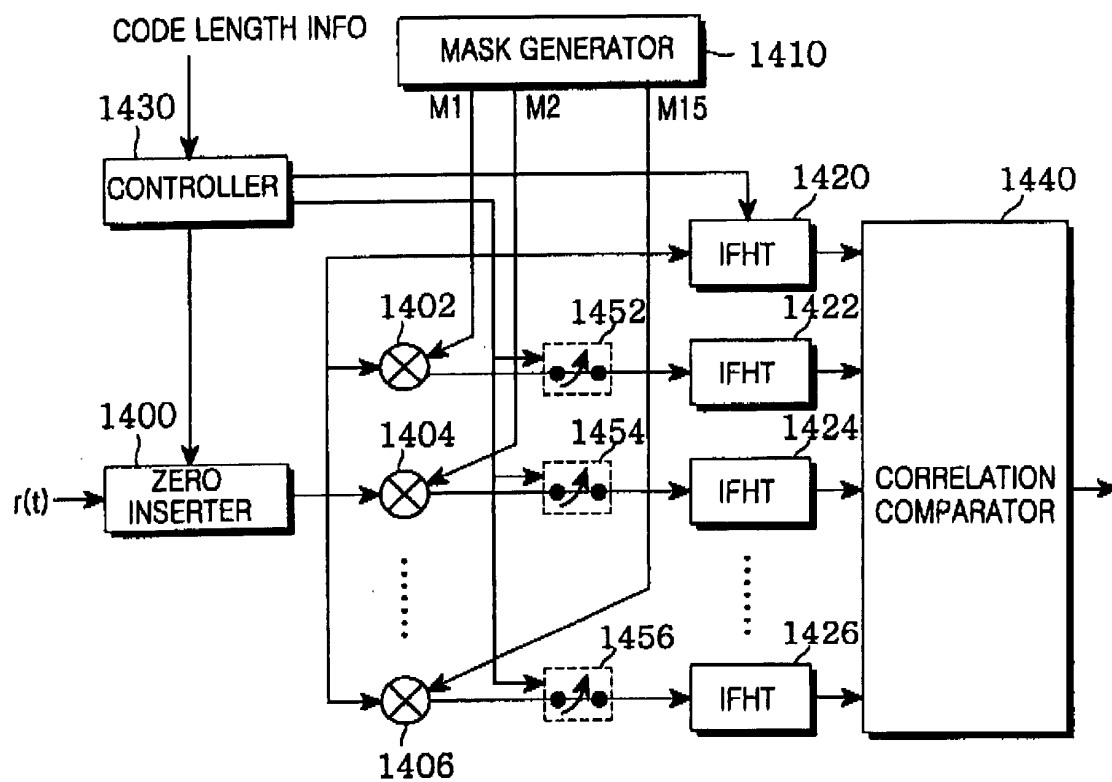 CODE LENGTH INFO
MASK GENERATOR
1410
M1
M2
M15
1430
CONTROLLER
1420
1440
IFHT
1402
1452
1422
IFHT
1400
1404
1454
1424
r(t)
ZERO
INSERTER
IFHT
CORRELATION
COMPARATOR
1456
1426
IFHT
1406